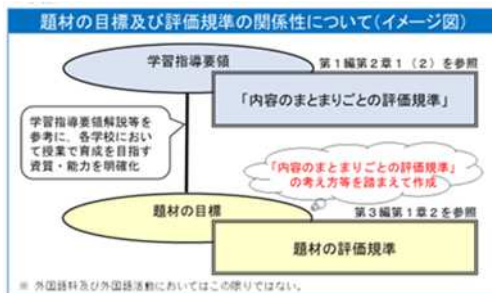 題材の目標及び評価規準の関係性について(イメージ図)
学習指導要領
第1編第2章1(2)を参照
「内容のまとまりごとの評価規準」
学習指導要領解説等を
参考に、各学校におい
て授業で育成を目指す
資質・能力を明確化
「内容のまとまりごとの評価規準」
の考え方等を踏まえて作成
題材の目標
第3編第1章2を参照
題材の評価規準
※ 外国語科及び外国語活動においてはこの限りではない。